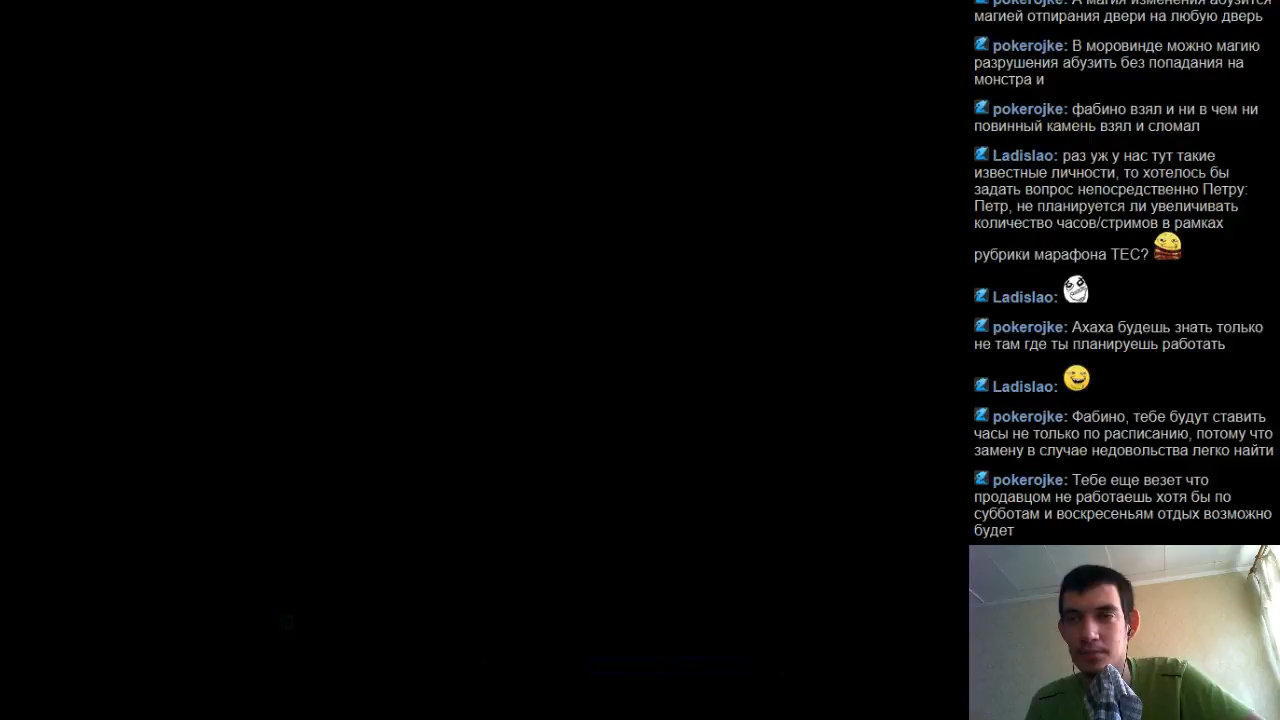 pokerojke: А магия изменения абузится
магией отпирания двери на любую дверь
pokerojke: В моровинде можно магию
разрушения абузить без попадания на
монстра и
pokerojke: фабино взял и ни в чем ни
повинный камень взял и сломал
Ladislao: раз уж у нас тут такие
известные личности, то хотелось бы
задать вопрос непосредственно Петру:
Петр, не планируется ли увеличивать
количество часов/стримов в рамках
рубрики марафона ТЕС?
Ladislao:
pokerojke: Ахаха будешь знать только
не там где ты планируешь работать
Ladislao:
pokerojke: Фабино, тебе будут ставить
часы не только по расписанию, потому что
замену в случае недовольства легко найти
pokerojke: Тебе еще везет что
продавцом не работаешь хотя бы по
субботам и воскресеньям отдых возможно
будет